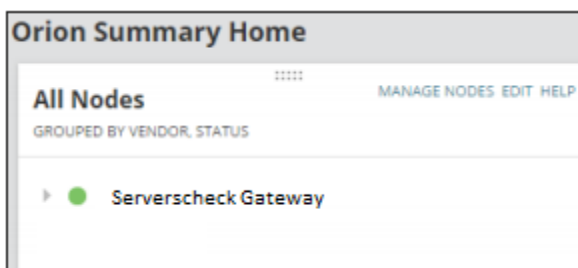 Orion Summary Home
All Nodes
MANAGE NODES EDIT HELP
GROUPED BY VENDOR, STATUS
Serverscheck Gateway